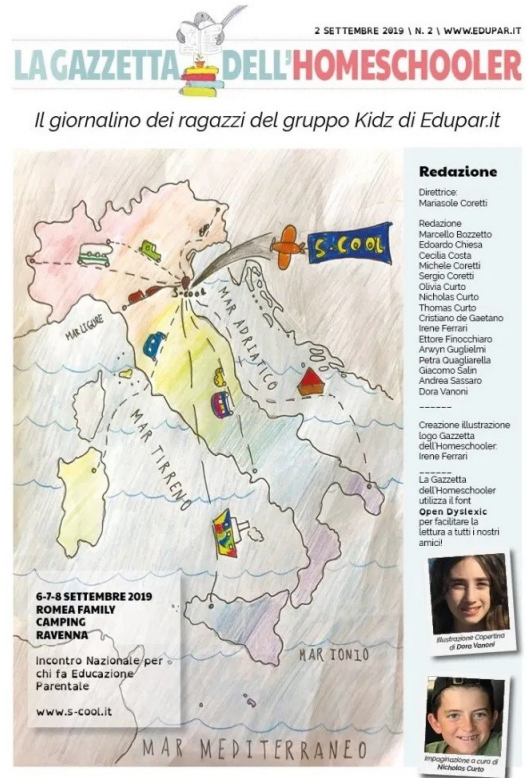 2 SETTEMBRE 2019 \ N. 2 \ WWW.EDUPAR.IT
LA GAZZETTA DELL'HOMESCHOOLER
Il giornalino dei ragazzi del gruppo Kidz di Edupar.it
S-COOL
S-COOL
MAR LIGURE
MAR ADRIATICO
MAR TIRRENO
MAR IONIO
MAR MEDITERRANEO
6-7-8 SETTEMBRE 2019
ROMEA FAMILY
CAMPING
RAVENNA
Incontro Nazionale per
chi fa Educazione
Parentale
www.s-cool.it
Redazione
Direttrice:
Mariasole Coretti
Redazione
Marcello Bozzetto
Edoardo Chiesa
Cecilia Costa
Michele Coretti
Sergio Coretti
Olivia Curto
Nicholas Curto
Thomas Curto
Cristiano de Gaetano
Irene Ferrari
Ettore Finocchiaro
Arwyn Guglielmi
Petra Quagliarella
Giacomo Salin
Andrea Sassaro
Dora Vanoni
------
Creazione illustrazione
logo Gazzetta
dell'Homeschooler:
Irene Ferrari
------
La Gazzetta
dell'Homeschooler
utilizza il font
Open Dyslexic
per facilitare la
lettura a tutti i nostri
amici!
Illustrazione Copertina
di Dora Vanoni
Impaginazione a cura di
Nicholas Curto